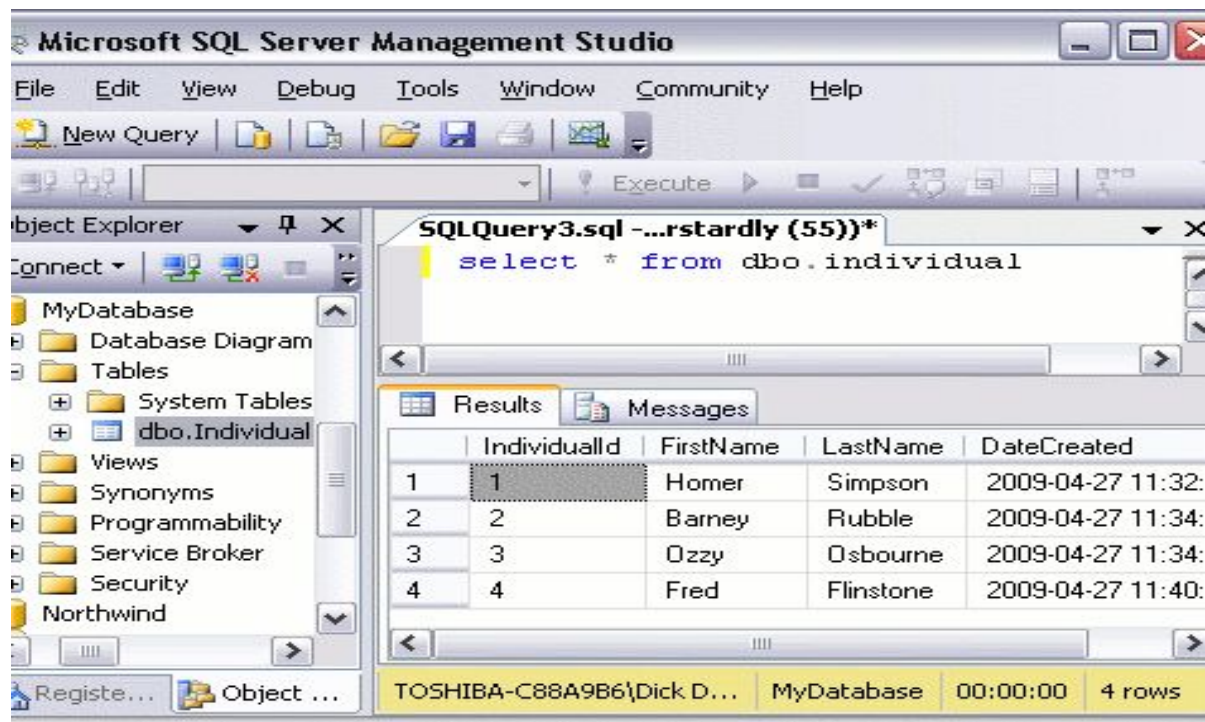 Microsoft SQL Server Management Studio
File Edit View Debug Tools Window Community Help
New Query
Execute
bject Explorer
Connect
SQLQuery3.sql -...rstardly (55))*
select * from dbo.individual
MyDatabase
Database Diagram
Tables
System Tables
dbo.Individual
Views
Synonyms
Programmability
Service Broker
Security
Northwind
Results Messages
IndividualId FirstName LastName DateCreated
1 1 Homer Simpson 2009-04-27 11:32:
2 2 Barney Rubble 2009-04-27 11:34:
3 3 Ozzy Osbourne 2009-04-27 11:34:
4 4 Fred Flinstone 2009-04-27 11:40:
Registe... Object ...
TOSHIBA-C88A9B6\Dick D... MyDatabase 00:00:00 4 rows